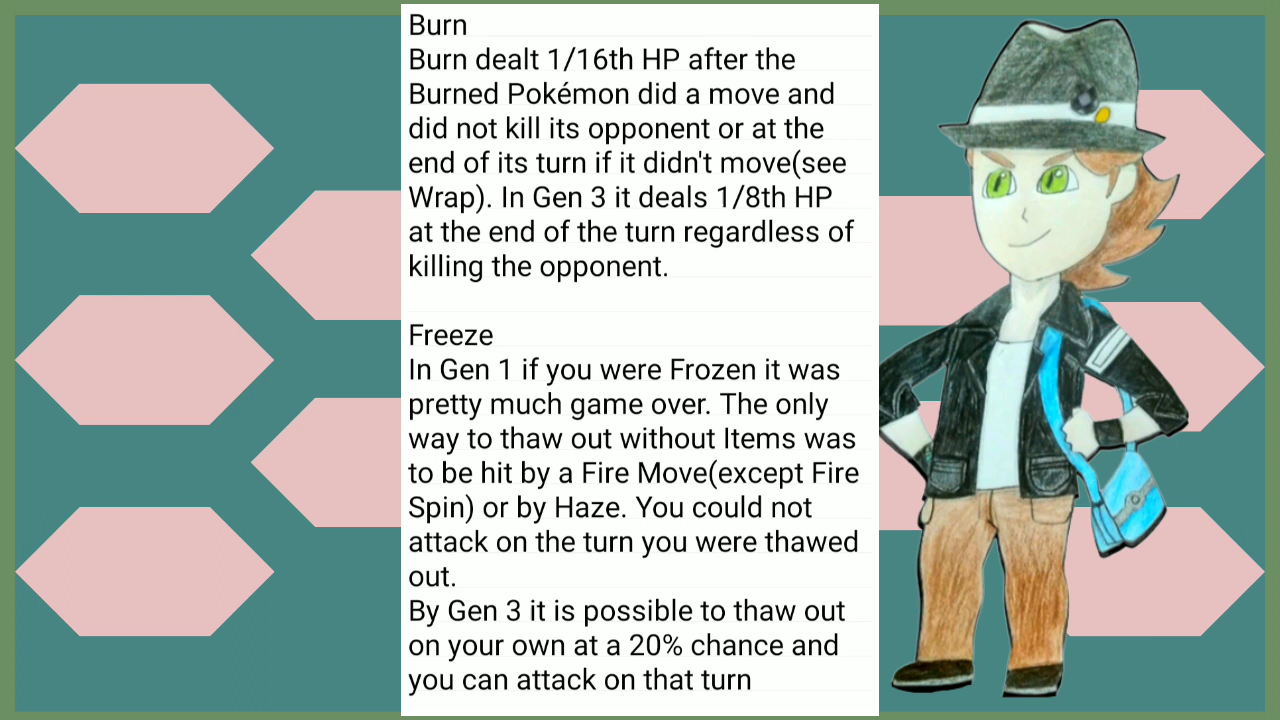 Burn
Burn dealt 1/16th HP after the
Burned Pokémon did a move and
did not kill its opponent or at the
end of its turn if it didn't move(see
Wrap). In Gen 3 it deals 1/8th HP
at the end of the turn regardless of
killing the opponent.
Freeze
In Gen 1 if you were Frozen it was
pretty much game over. The only
way to thaw out without Items was
to be hit by a Fire Move(except Fire
Spin) or by Haze. You could not
attack on the turn you were thawed
out.
By Gen 3 it is possible to thaw out
on your own at a 20% chance and
you can attack on that turn